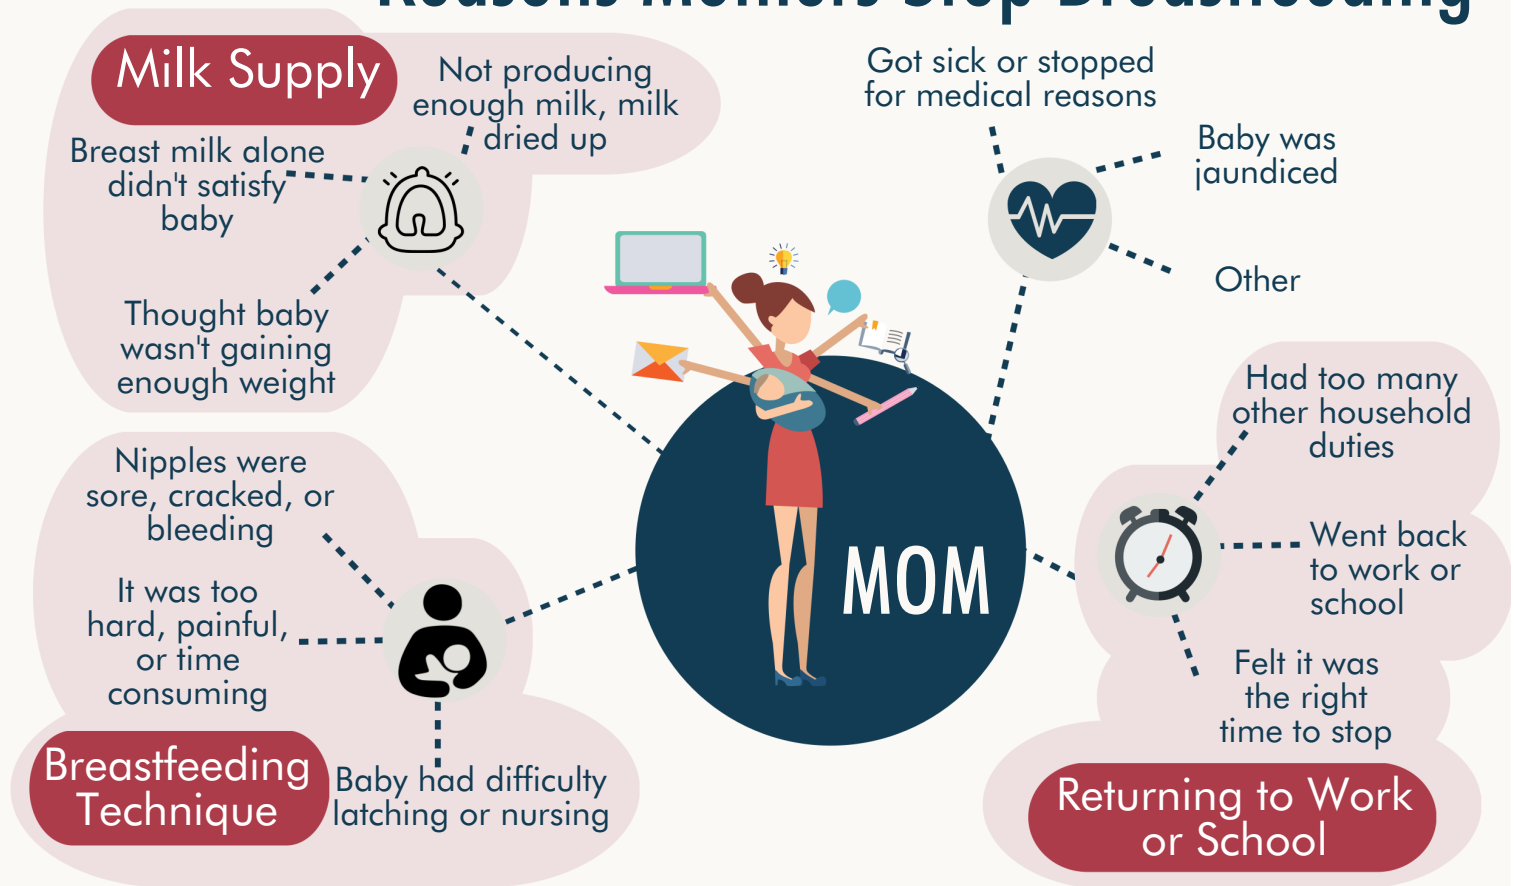 Reasons Mothers Stop Breastfeeding
Milk Supply
Not producing
enough milk, milk
dried up
Breast milk alone
didn't satisfy
baby
Thought baby
wasn't gaining
enough weight
Got sick or stopped
for medical reasons
Baby was
jaundiced
Other
Had too many
other household
duties
Went back
to work or
school
Felt it was
the right
time to stop
Returning to Work
or School
MOM
Nipples were
sore, cracked, or
bleeding
It was too
hard, painful,
or time
consuming
Baby had difficulty
latching or nursing
Breastfeeding
Technique